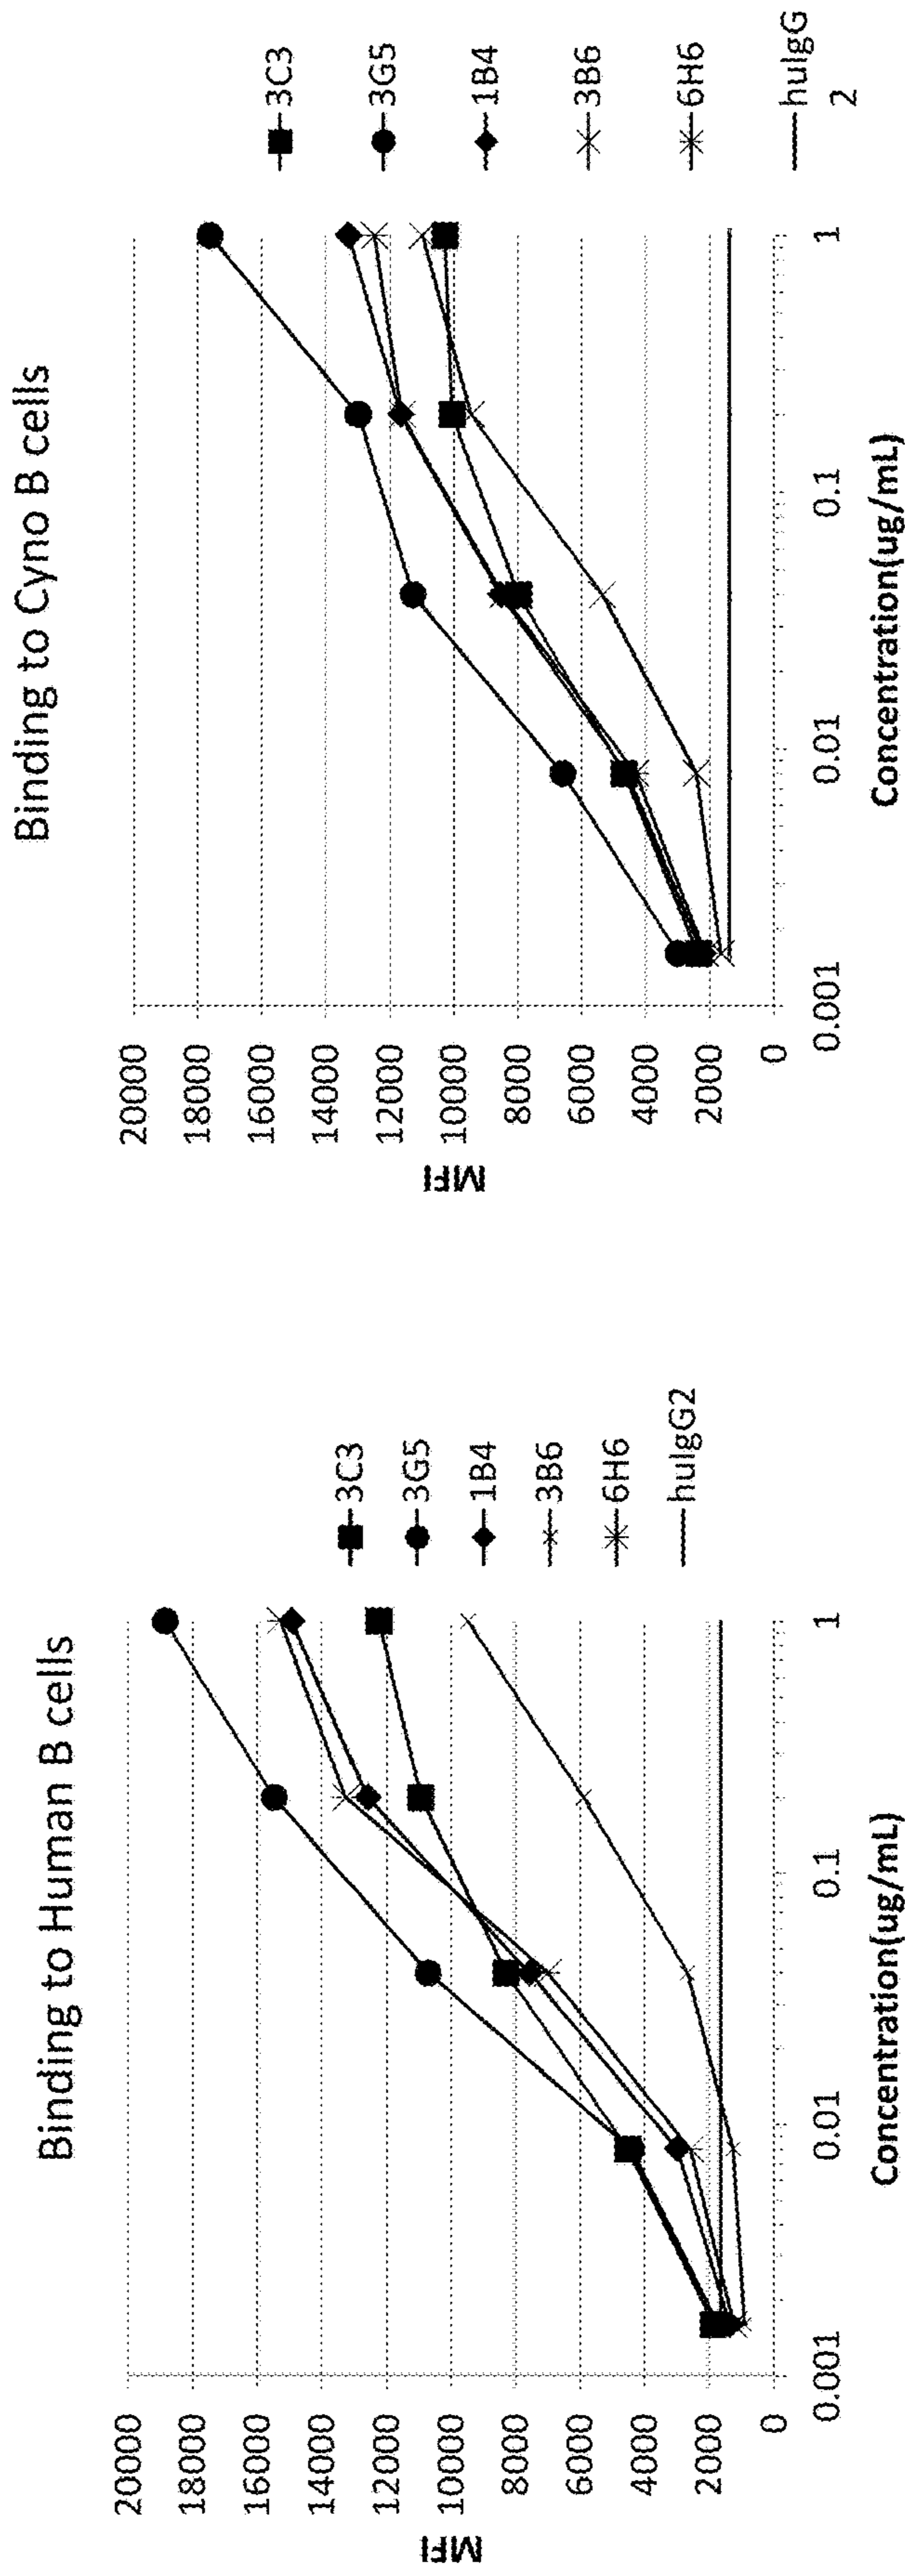 Binding to Human B cells
MFI
20000
18000
16000
14000
12000
10000
8000
6000
4000
2000
0
0.001
0.01
0.1
1
Concentration(ug/mL)
3C3
3G5
1B4
3B6
6H6
huIgG2
Binding to Cyno B cells
MFI
20000
18000
16000
14000
12000
10000
8000
6000
4000
2000
0
0.001
0.01
0.1
1
Concentration(ug/mL)
3C3
3G5
1B4
3B6
6H6
huIgG
2